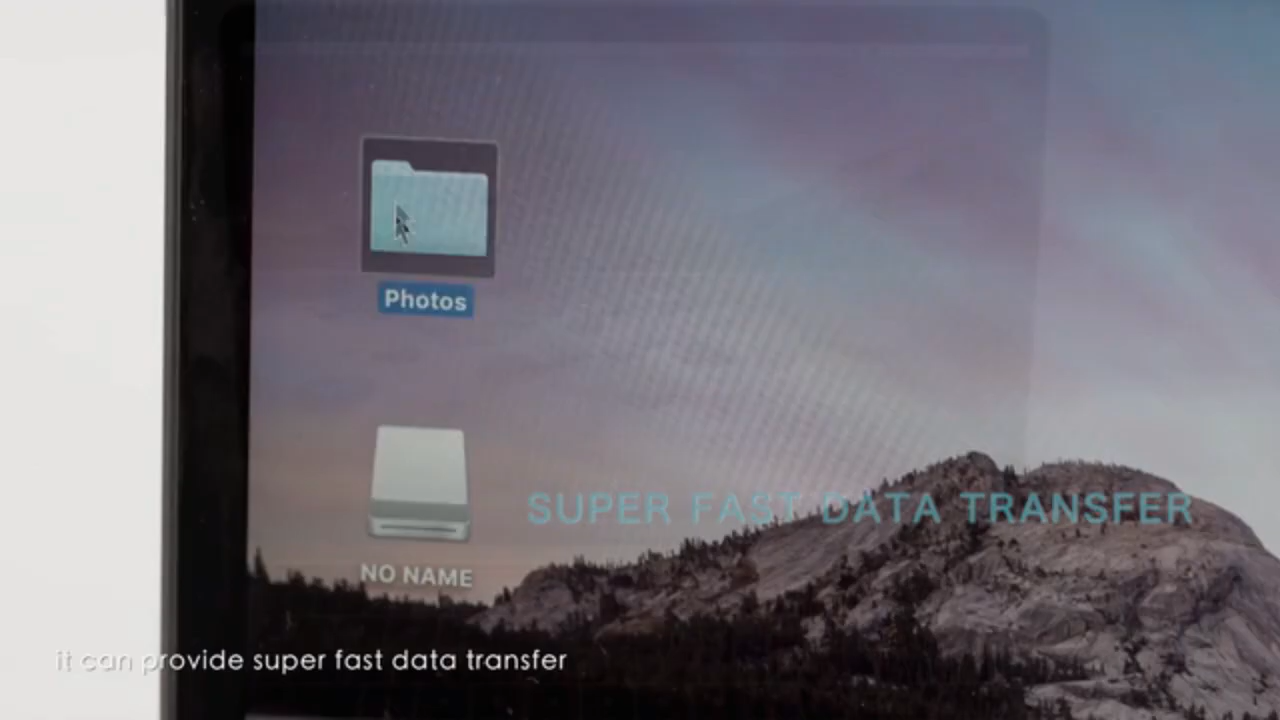 Photos
SUPER FAST DATA TRANSFER
NO NAME
it can provide super fast data transfer